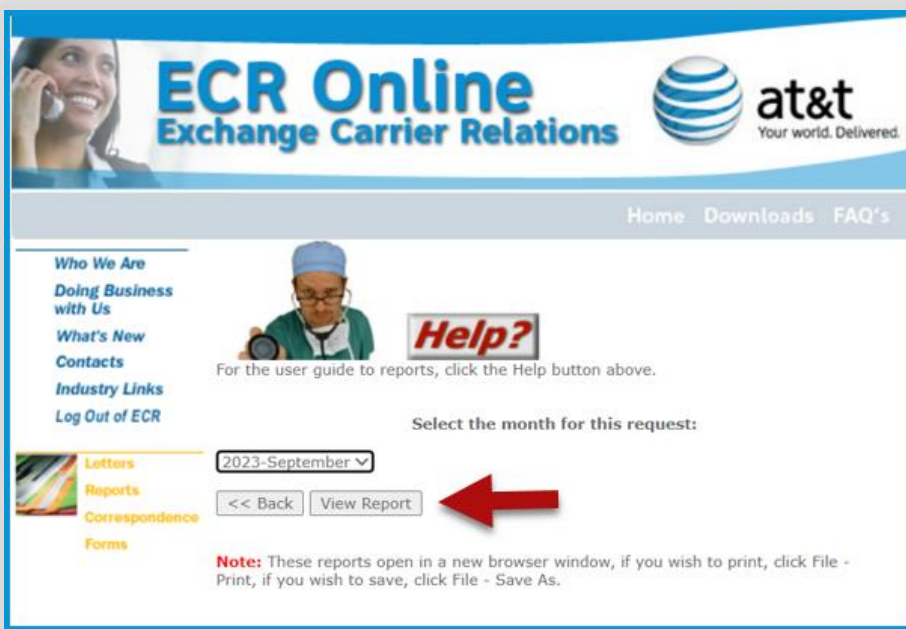 ECR Online
Exchange Carrier Relations
at&t
Your world. Delivered.
Home Downloads FAQ's
Who We Are
Doing Business
with Us
What's New
Contacts
Industry Links
Log Out of ECR
Letters
Reports
Correspondence
Forms
Help?
For the user guide to reports, click the Help button above.
Select the month for this request:
2023-September
<< Back View Report
Note: These reports open in a new browser window, if you wish to print, click File -
Print, if you wish to save, click File - Save As.